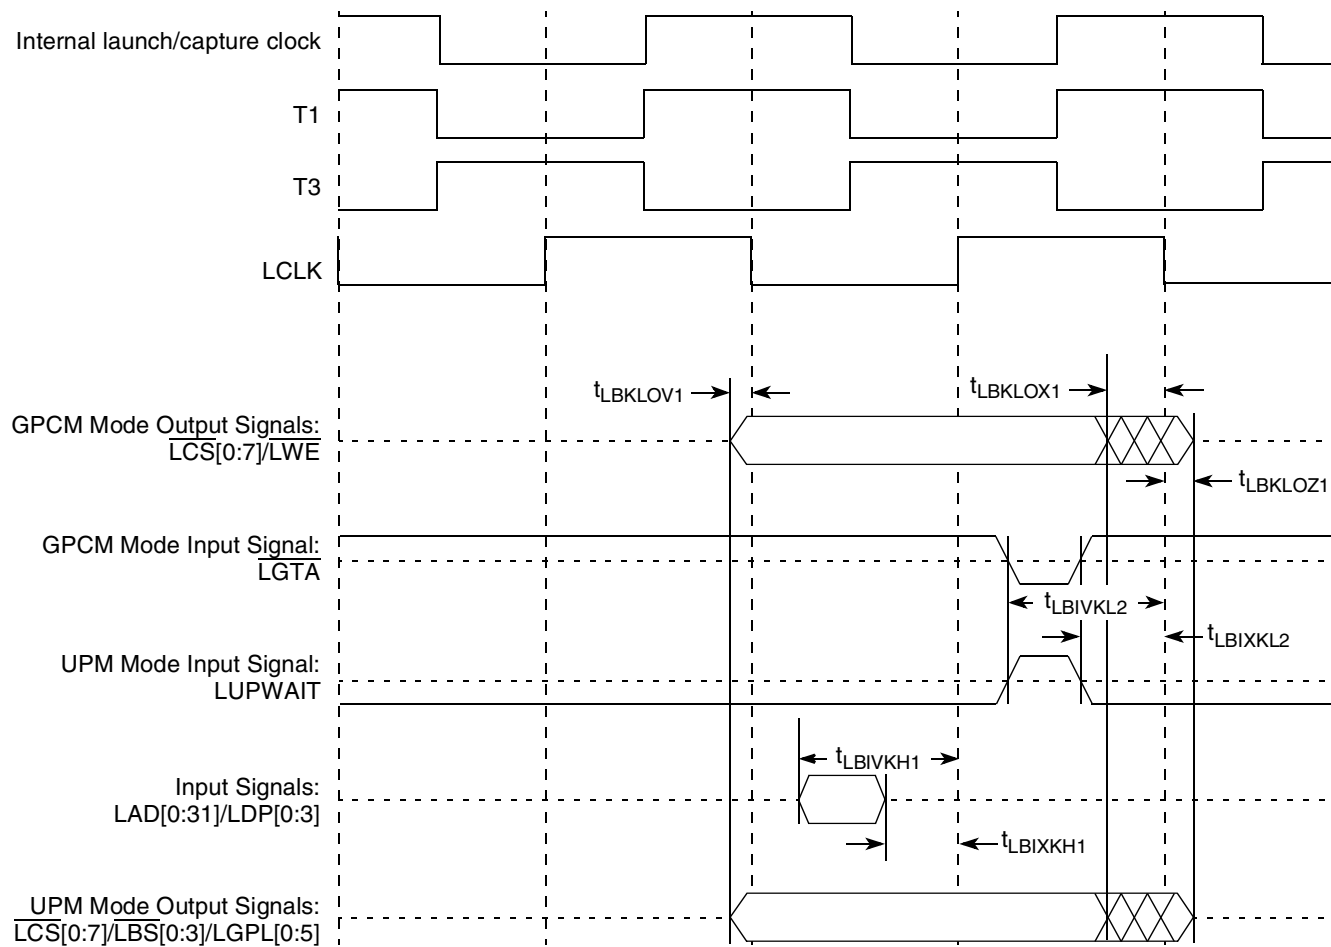 Internal launch/capture clock
T1
T3
LCLK
tLBKLOV1
tLBKLOX1
GPCM Mode Output Signals:
LCS[0:7]/LWE
tLBKLOZ1
GPCM Mode Input Signal:
LGTA
tLBIVKL2
tLBIXKL2
UPM Mode Input Signal:
LUPWAIT
tLBIVKH1
Input Signals:
LAD[0:31]/LDP[0:3]
tLBIXKH1
UPM Mode Output Signals:
LCS[0:7]/LBS[0:3]/LGPL[0:5]